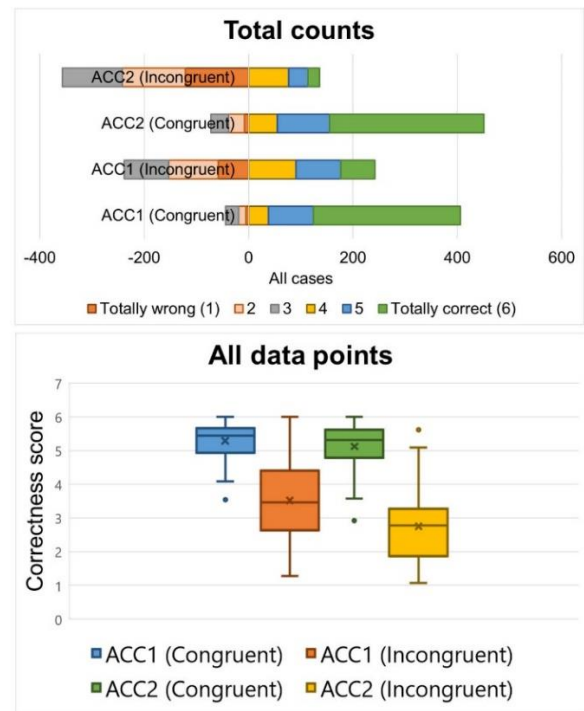 Total counts
ACC2 (Incongruent)
ACC2 (Congruent)
ACC1 (Incongruent)
ACC1 (Congruent)
-400 -200 0 200 400 600
All cases
Totally wrong (1) 2 3 4 5 Totally correct (6)
All data points
Correctness score
7
6
5
4
3
2
1
0
ACC1 (Congruent) ACC1 (Incongruent)
ACC2 (Congruent) ACC2 (Incongruent)